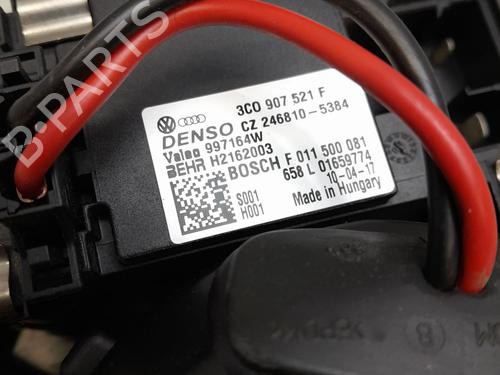 3C0 907 521 F
DENSO CZ 246810-5384
Valeo 997164W
BEHR H2162003
BOSCH F 011 500 081
658 L 01659774
S001 10-04-17
H001 Made in Hungary
B PARTS